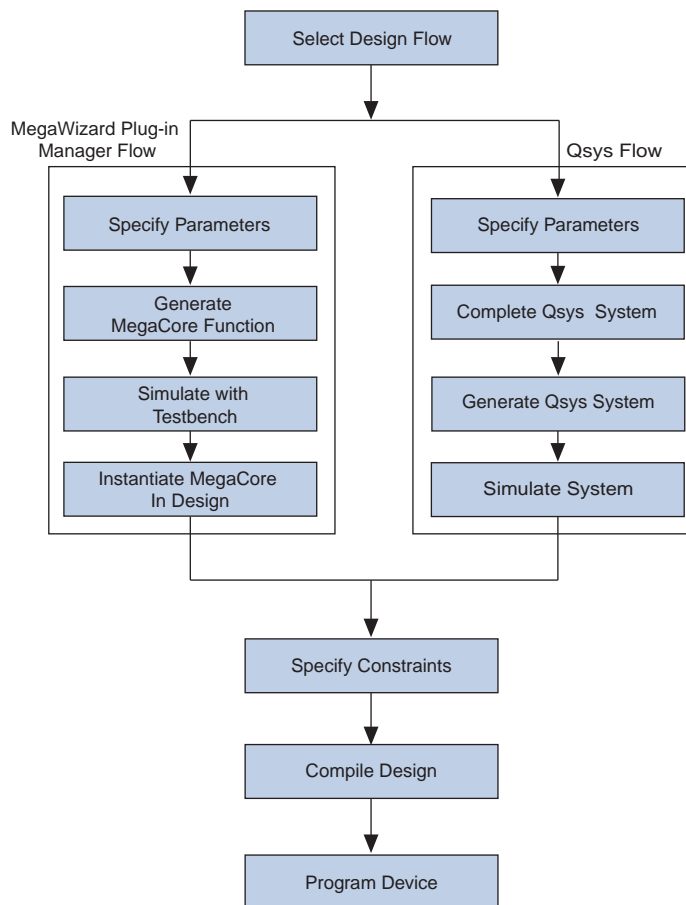 Select Design Flow
MegaWizard Plug-in
Manager Flow
Specify Parameters
Generate
MegaCore Function
Simulate with
Testbench
Instantiate MegaCore
In Design
Qsys Flow
Specify Parameters
Complete Qsys System
Generate Qsys System
Simulate System
Specify Constraints
Compile Design
Program Device